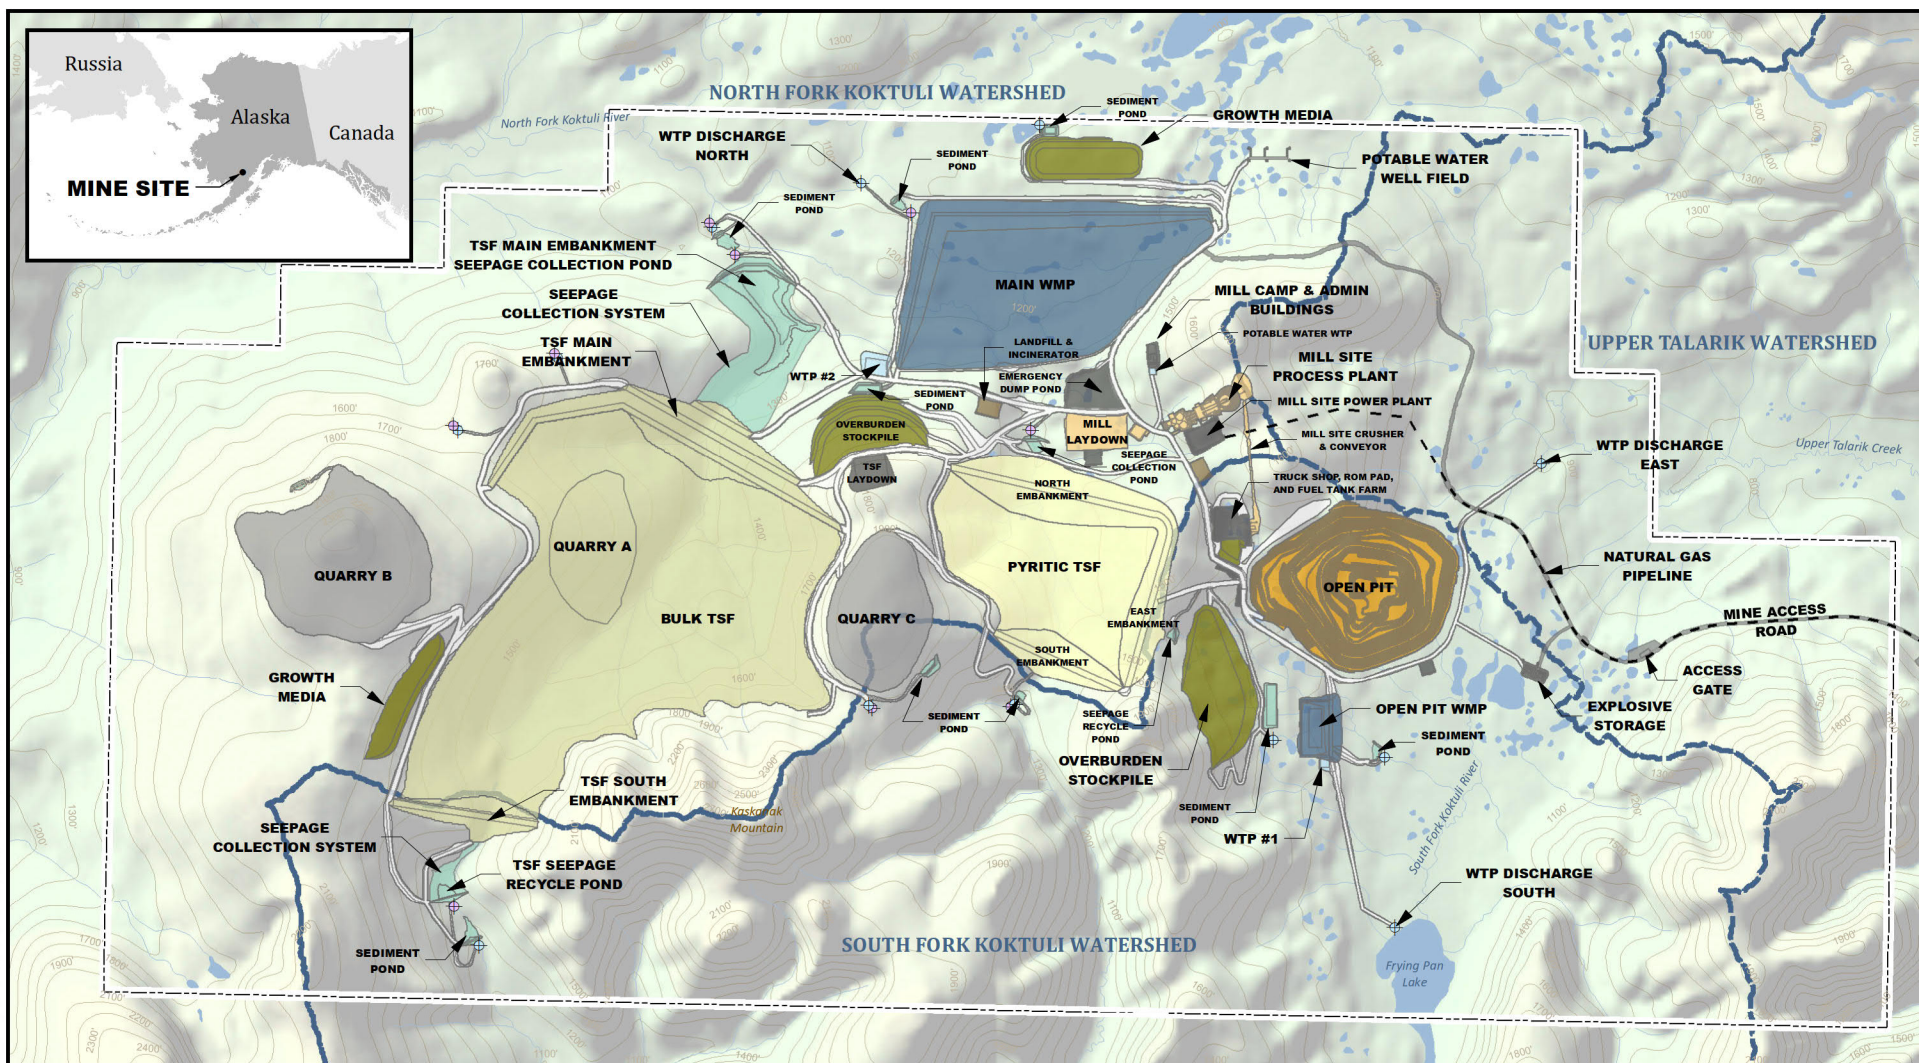 Russia
Alaska
Canada
MINE SITE
NORTH FORK KOKTULI WATERSHED
North Fork Koktuli River
SEDIMENT
POND
GROWTH MEDIA
WTP DISCHARGE
NORTH
SEDIMENT
POND
POTABLE WATER
WELL FIELD
SEDIMENT
POND
TSF MAIN EMBANKMENT
SEEPAGE COLLECTION POND
SEEPAGE
COLLECTION SYSTEM
TSF MAIN
EMBANKMENT
MAIN WMP
1200'
MILL CAMP & ADMIN
BUILDINGS
POTABLE WATER WTP
UPPER TALARIK WATERSHED
LANDFILL &
INCINERATOR
MILL SITE
PROCESS PLANT
WTP #2
EMERGENCY
DUMP POND
SEDIMENT
POND
MILL SITE POWER PLANT
OVERBURDEN
STOCKPILE
MILL
LAYDOWN
MILL SITE CRUSHER
& CONVEYOR
WTP DISCHARGE
EAST
Upper Talarik Creek
SEEPAGE
COLLECTION
POND
TSF
LAYDOWN
NORTH
EMBANKMENT
TRUCK SHOP, ROM PAD,
AND FUEL TANK FARM
QUARRY A
QUARRY B
PYRITIC TSF
OPEN PIT
NATURAL GAS
PIPELINE
BULK TSF
QUARRY C
EAST
EMBANKMENT
MINE ACCESS
ROAD
SOUTH
EMBANKMENT
GROWTH
MEDIA
ACCESS
GATE
SEDIMENT
POND
SEEPAGE
RECYCLE
POND
OPEN PIT WMP
EXPLOSIVE
STORAGE
SEDIMENT
POND
OVERBURDEN
STOCKPILE
TSF SOUTH
EMBANKMENT
Kaskanak
Mountain
SEDIMENT
POND
WTP #1
South Fork Koktuli River
SEEPAGE
COLLECTION SYSTEM
TSF SEEPAGE
RECYCLE POND
WTP DISCHARGE
SOUTH
SEDIMENT
POND
SOUTH FORK KOKTULI WATERSHED
Frying Pan
Lake